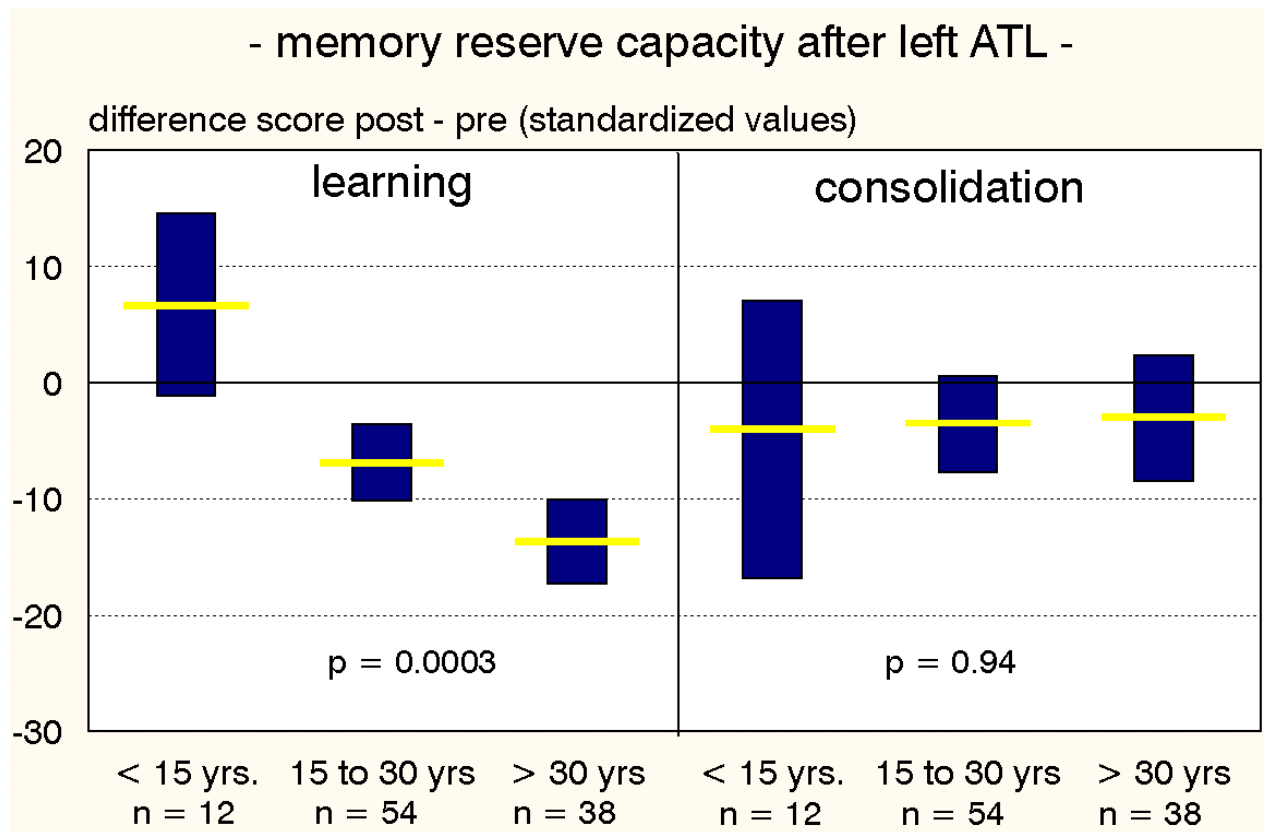 - memory reserve capacity after left ATL -
difference score post - pre (standardized values)
20
10
0
-10
-20
-30
learning
consolidation
p = 0.0003
p = 0.94
< 15 yrs. 15 to 30 yrs > 30 yrs < 15 yrs. 15 to 30 yrs > 30 yrs
n = 12 n = 54 n = 38 n = 12 n = 54 n = 38